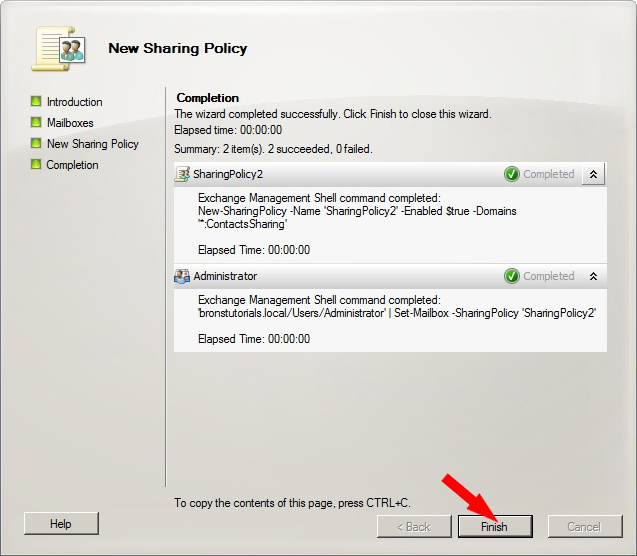 New Sharing Policy
Introduction
Mailboxes
New Sharing Policy
Completion
Completion
The wizard completed successfully. Click Finish to close this wizard.
Elapsed time: 00:00:00
Summary: 2 item(s). 2 succeeded, 0 failed.
SharingPolicy2
Completed
Exchange Management Shell command completed:
New-SharingPolicy -Name 'SharingPolicy2' -Enabled $true -Domains
'*:ContactsSharing'
Elapsed Time: 00:00:00
Administrator
Completed
Exchange Management Shell command completed:
'bronstutorials.local/Users/Administrator' | Set-Mailbox -SharingPolicy 'SharingPolicy2'
Elapsed Time: 00:00:00
To copy the contents of this page, press CTRL+C.
Help
< Back
Finish
Cancel